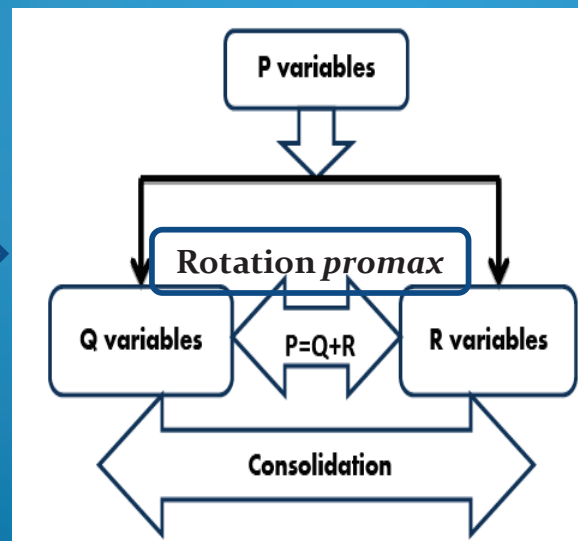 P variables
Rotation promax
Q variables
P=Q+R
R variables
Consolidation